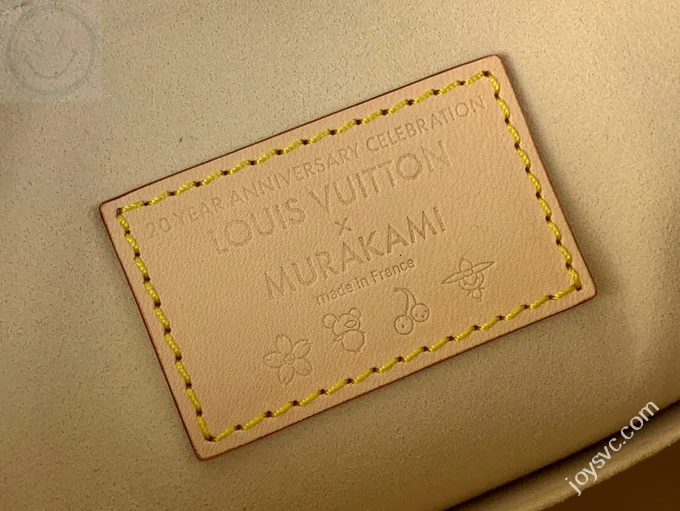 20 YEAR ANNIVERSARY CELEBRATION
LOUIS VUITTON
x
MURAKAMI
made in France
joysvc.com